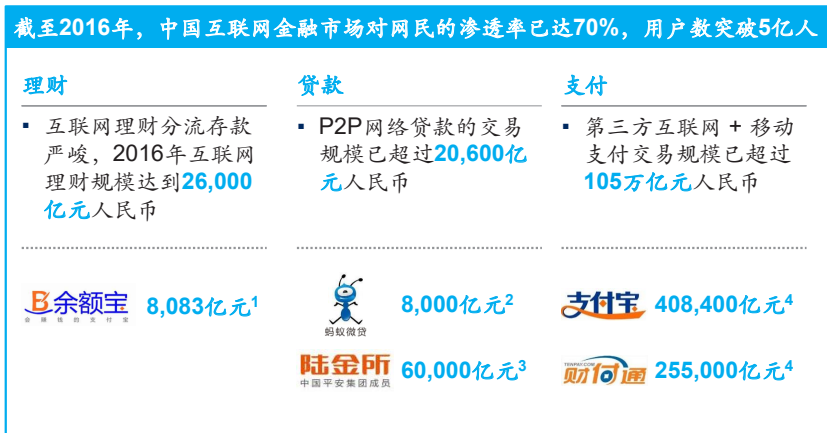 截至2016年，中国互联网金融市场对网民的渗透率已达70%，用户数突破5亿人
理财
▪ 互联网理财分流存款
严峻，2016年互联网
理财规模达到26,000
亿元人民币
余额宝
会赚钱的支付宝
8,083亿元1
贷款
▪ P2P网络贷款的交易
规模已超过20,600亿
元人民币
蚂蚁微贷
8,000亿元2
陆金所
中国平安集团成员
60,000亿元3
支付
▪ 第三方互联网 + 移动
支付交易规模已超过
105万亿元人民币
支付宝
408,400亿元4
TENPAY.COM
财付通
255,000亿元4